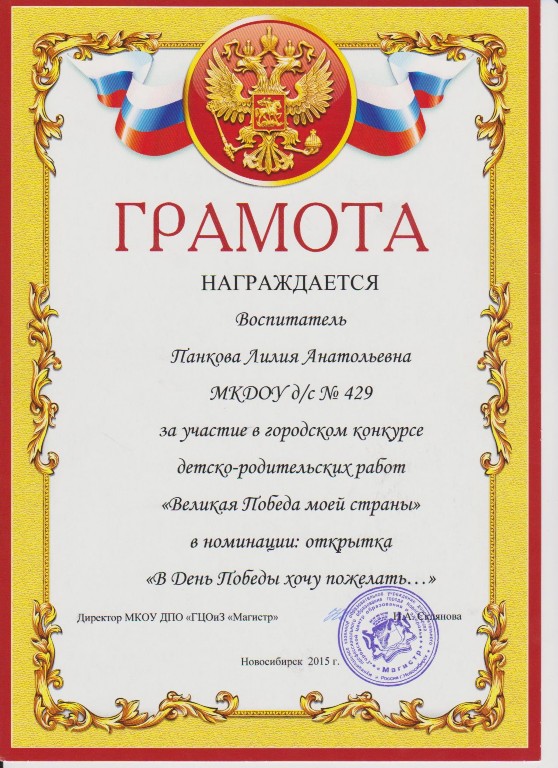 ГРАМОТА
НАГРАЖДАЕТСЯ
Воспитатель
Панкова Лилия Анатольевна
МКДОУ д/с № 429
за участие в городском конкурсе
детско-родительских работ
«Великая Победа моей страны»
в номинации: открытка
«В День Победы хочу пожелать…»
Директор МКОУ ДПО «ГЦОиЗ «Магистр»
Новосибирск 2015 г.
«Магистр»